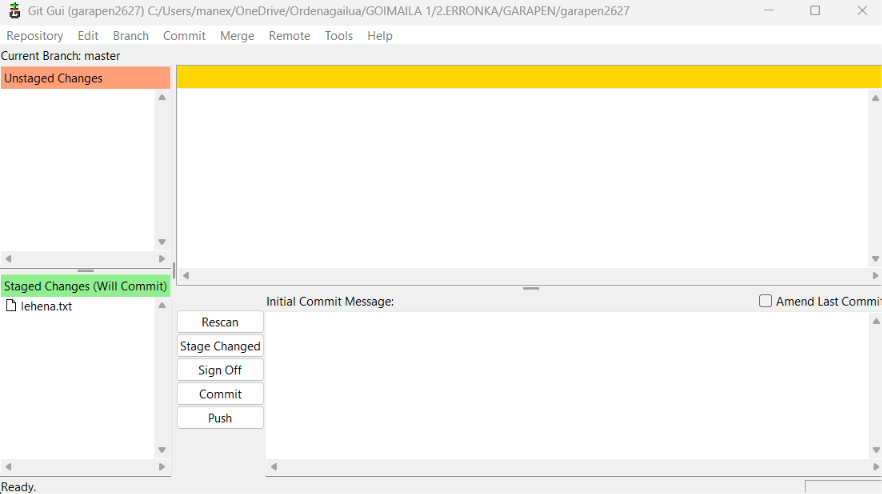 Git Gui (garapen2627) C:/Users/manex/OneDrive/Ordenagailua/GOIMAILA 1/2.ERRONKA/GARAPEN/garapen2627
Repository Edit Branch Commit Merge Remote Tools Help
Current Branch: master
Unstaged Changes
Staged Changes (Will Commit)
lehena.txt
Initial Commit Message:
Amend Last Commit
Rescan
Stage Changed
Sign Off
Commit
Push
Ready.